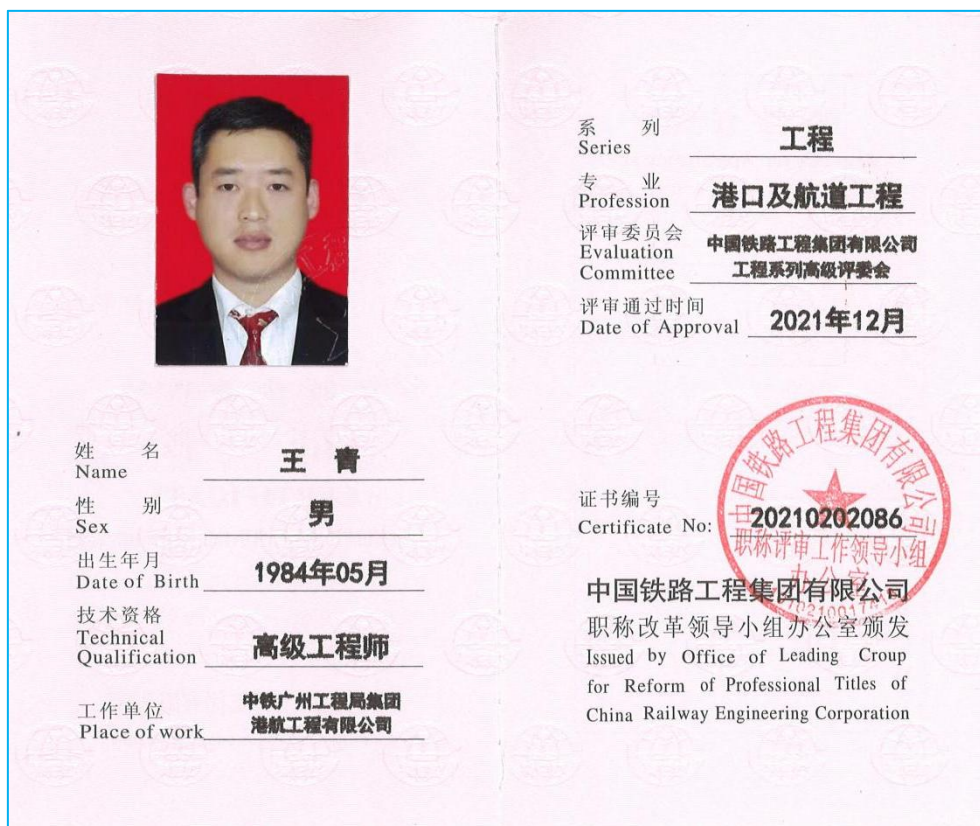 姓 名
Name
王 青
性 别
Sex
男
出生年月
Date of Birth
1984年05月
技术资格
Technical
Qualification
高级工程师
工作单位
Place of work
中铁广州工程局集团
港航工程有限公司
系 列
Series
工程
专 业
Profession
港口及航道工程
评审委员会
Evaluation
Committee
中国铁路工程集团有限公司
工程系列高级评委会
评审通过时间
Date of Approval
2021年12月
证书编号
Certificate No:
20210202086
中国铁路工程集团有限公司
职称评审工作领导小组
办公室
中国铁路工程集团有限公司
职称改革领导小组办公室颁发
Issued by Office of Leading Croup
for Reform of Professional Titles of
China Railway Engineering Corporation